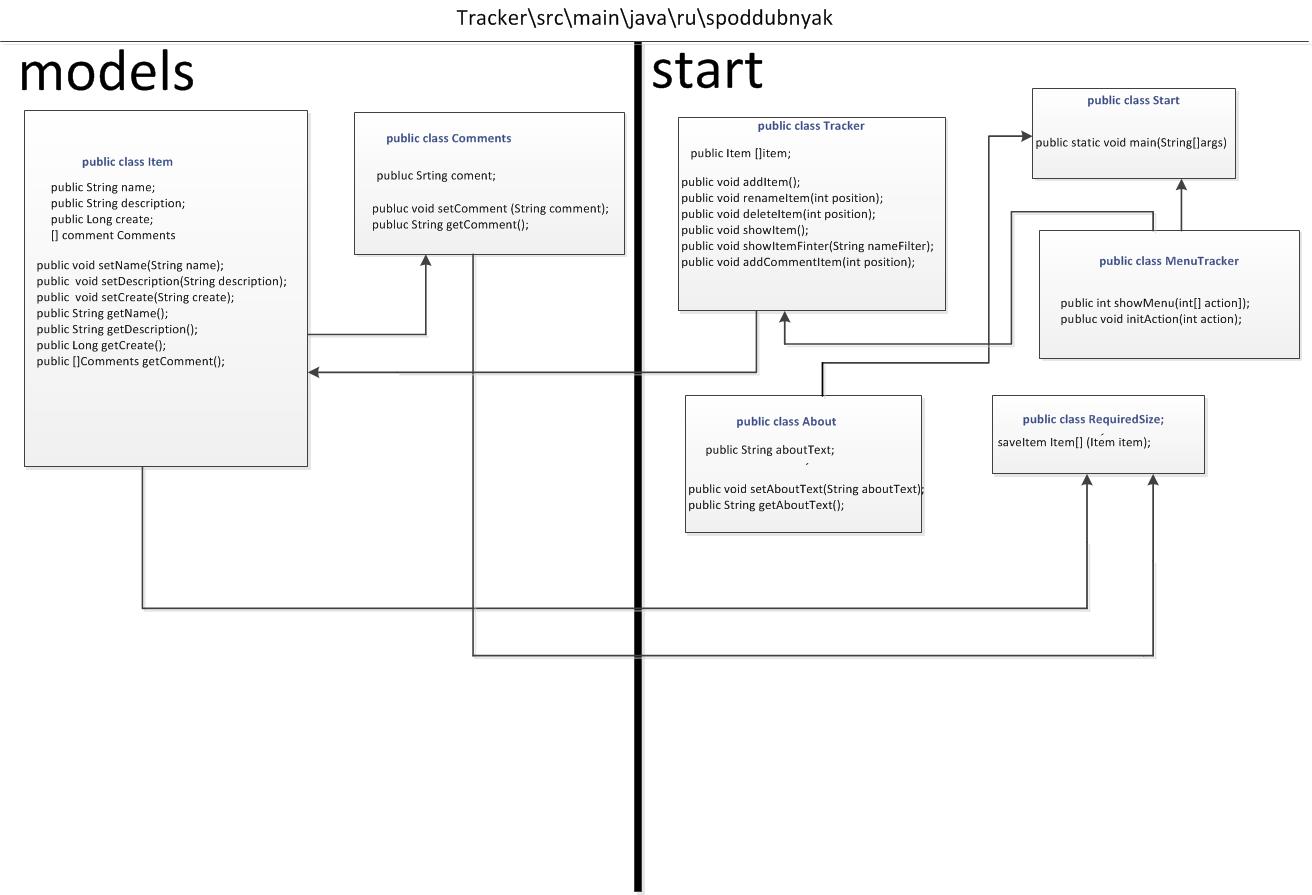 Tracker\src\main\java\ru\spoddubnyak
models
public class Item
public String name;
public String description;
public Long create;
[] comment Comments
public void setName(String name);
public  void setDescription(String description);
public  void setCreate(String create);
public String getName();
public String getDescription();
public Long getCreate();
public []Comments getComment();
public class Comments
publuc Srting coment;
publuc void setComment (String comment);
publuc String getComment();
start
public class Tracker
public Item []item;
public void addItem();
public void renameItem(int position);
public void deleteItem(int position);
public void showItem();
public void showItemFinter(String nameFilter);
public void addCommentItem(int position);
public class Start
public static void main(String[]args)
public class MenuTracker
public int showMenu(int[] action]);
publuc void initAction(int action);
public class About
public String aboutText;
public void setAboutText(String aboutText);
public String getAboutText();
public class RequiredSize;
saveItem Item[] (Item item);